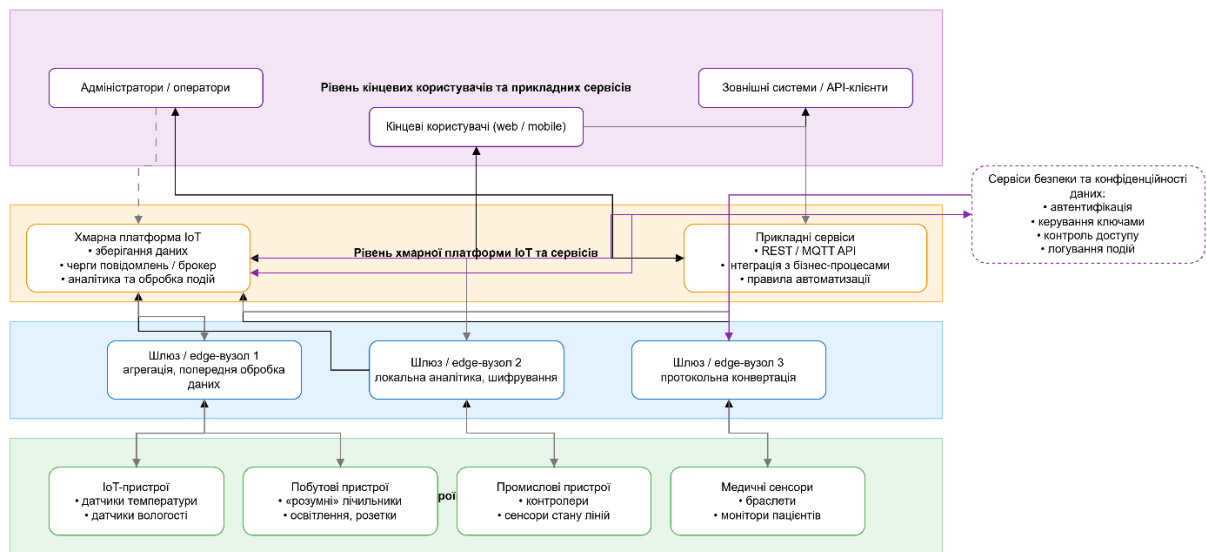 Адміністратори / оператори
Рівень кінцевих користувачів та прикладних сервісів
Зовнішні системи / API-клієнти
Кінцеві користувачі (web / mobile)
Сервіси безпеки та конфіденційності
даних:
• автентифікація
• керування ключами
• контроль доступу
• логування подій
Хмарна платформа IoT
• зберігання даних
• черги повідомлень / брокер
• аналітика та обробка подій
Рівень хмарної платформи IoT та сервісів
Прикладні сервіси
• REST / MQTT API
• інтеграція з бізнес-процесами
• правила автоматизації
Шлюз / edge-вузол 1
агрегація, попередня обробка
даних
Шлюз / edge-вузол 2
локальна аналітика, шифрування
Шлюз / edge-вузол 3
протокольна конвертація
IoT-пристрої
• датчики температури
• датчики вологості
Побутові пристрої
• «розумні» лічильники
• освітлення, розетки
рої
Промислові пристрої
• контролери
• сенсори стану ліній
Медичні сенсори
• браслети
• монітори пацієнтів